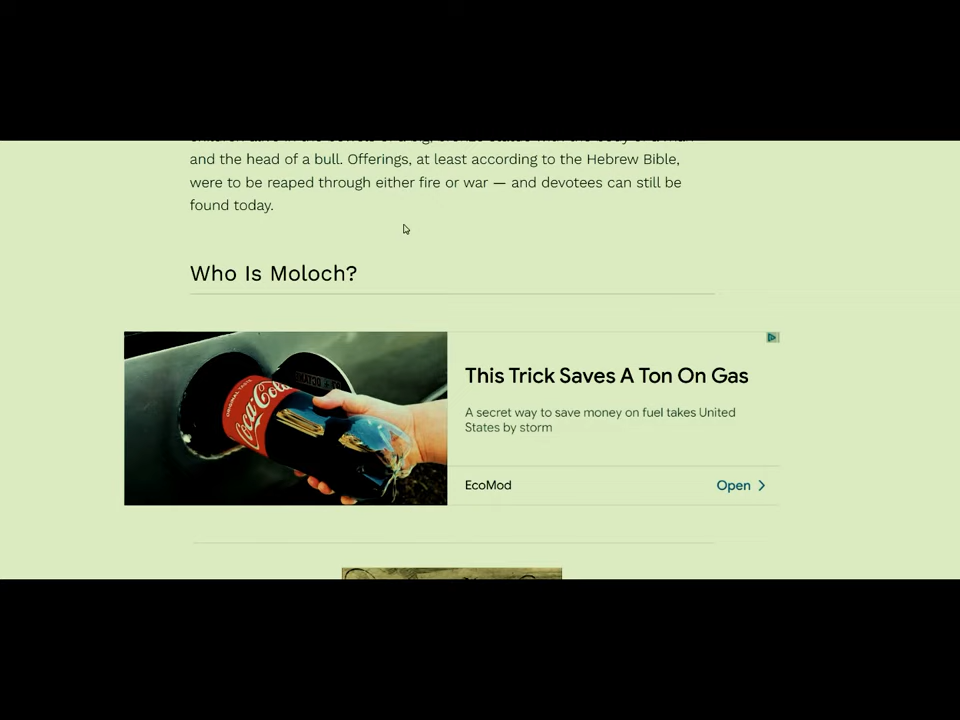 and the head of a bull. Offerings, at least according to the Hebrew Bible,
were to be reaped through either fire or war — and devotees can still be
found today.
Who Is Moloch?
ORIGINAL TASTE
Coca-Cola
This Trick Saves A Ton On Gas
A secret way to save money on fuel takes United
States by storm
EcoMod
Open